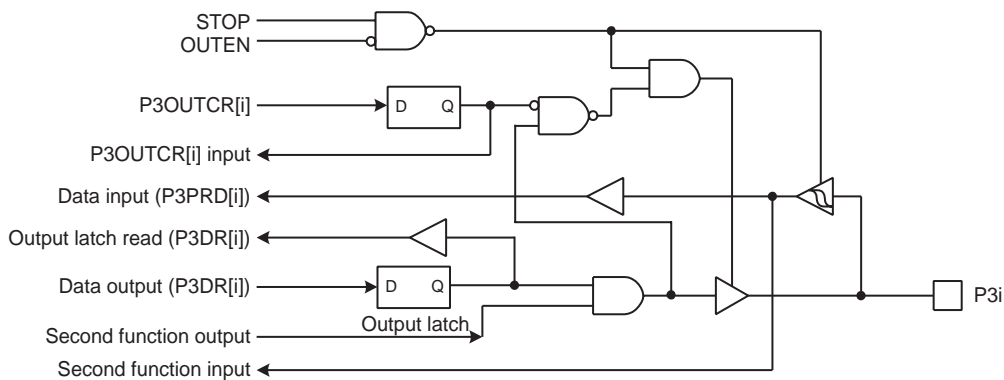 STOP
OUTEN
P3OUTCR[i]
D Q
P3OUTCR[i] input
Data input (P3PRD[i])
Output latch read (P3DR[i])
Data output (P3DR[i])
D Q
P3i
Output latch
Second function output
Second function input